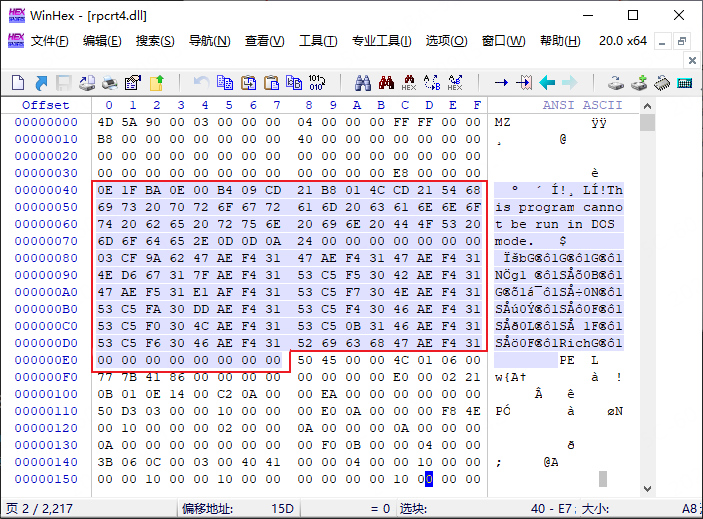 WinHex - [rpcrt4.dll]
文件(F) 编辑(E) 搜索(S) 导航(N) 查看(V) 工具(T) 专业工具(I) 选项(O) 窗口(W) 帮助(H) 20.0 x64
Offset 0 1 2 3 4 5 6 7 8 9 A B C D E F ANSI ASCII
00000000 4D 5A 90 00 03 00 00 00 04 00 00 00 FF FF 00 00 MZ ÿÿ
00000010 B8 00 00 00 00 00 00 00 40 00 00 00 00 00 00 00 ¸ @
00000020 00 00 00 00 00 00 00 00 00 00 00 00 00 00 00 00
00000030 00 00 00 00 00 00 00 00 00 00 00 00 E8 00 00 00 è
00000040 0E 1F BA 0E 00 B4 09 CD 21 B8 01 4C CD 21 54 68 º ´ Í!¸ LÍ!Th
00000050 69 73 20 70 72 6F 67 72 61 6D 20 63 61 6E 6E 6F is program canno
00000060 74 20 62 65 20 72 75 6E 20 69 6E 20 44 4F 53 20 t be run in DOS
00000070 6D 6F 64 65 2E 0D 0D 0A 24 00 00 00 00 00 00 00 mode. $
00000080 03 CF 9A 62 47 AE F4 31 47 AE F4 31 47 AE F4 31 ÏšbG®ô1G®ô1G®ô1
00000090 4E D6 67 31 7F AE F4 31 53 C5 F5 30 42 AE F4 31 NÖg1 ®ô1SÅõ0B®ô1
000000A0 47 AE F5 31 E1 AF F4 31 53 C5 F7 30 4E AE F4 31 G®õ1á¯ô1SÅ÷0N®ô1
000000B0 53 C5 FA 30 DD AE F4 31 53 C5 F4 30 46 AE F4 31 SÅú0Ý®ô1SÅô0F®ô1
000000C0 53 C5 F0 30 4C AE F4 31 53 C5 0B 31 46 AE F4 31 SÅð0L®ô1SÅ 1F®ô1
000000D0 53 C5 F6 30 46 AE F4 31 52 69 63 68 47 AE F4 31 SÅö0F®ô1RichG®ô1
000000E0 00 00 00 00 00 00 00 00 50 45 00 00 4C 01 06 00 PE L
000000F0 77 7B 41 86 00 00 00 00 00 00 00 00 E0 00 02 21 w{A† à !
00000100 0B 01 0E 14 00 C2 0A 00 00 EA 00 00 00 00 00 00 Â ê
00000110 50 D3 03 00 00 10 00 00 00 E0 0A 00 00 00 F8 4E PÓ à øN
00000120 00 10 00 00 00 02 00 00 0A 00 00 00 0A 00 00 00
00000130 0A 00 00 00 00 00 00 00 00 F0 0B 00 00 04 00 00 ð
00000140 3B 06 0C 00 03 00 40 41 00 00 04 00 00 10 00 00 ; @A
00000150 00 00 10 00 00 10 00 00 00 00 00 00 10 00 00 00
页 2 / 2,217 偏移地址: 15D = 0 选块: 40 - E7; 大小: A8